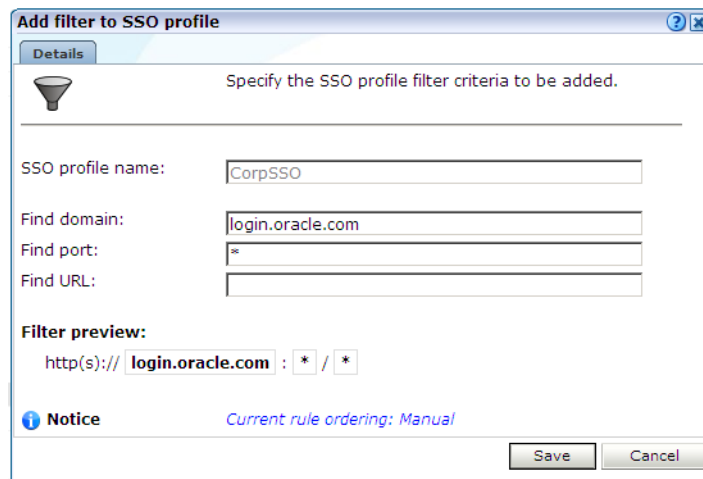 Add filter to SSO profile
Details
Specify the SSO profile filter criteria to be added.
SSO profile name: CorpSSO
Find domain: login.oracle.com
Find port: *
Find URL:
Filter preview:
http(s):// login.oracle.com : * / *
Notice Current rule ordering: Manual
Save Cancel